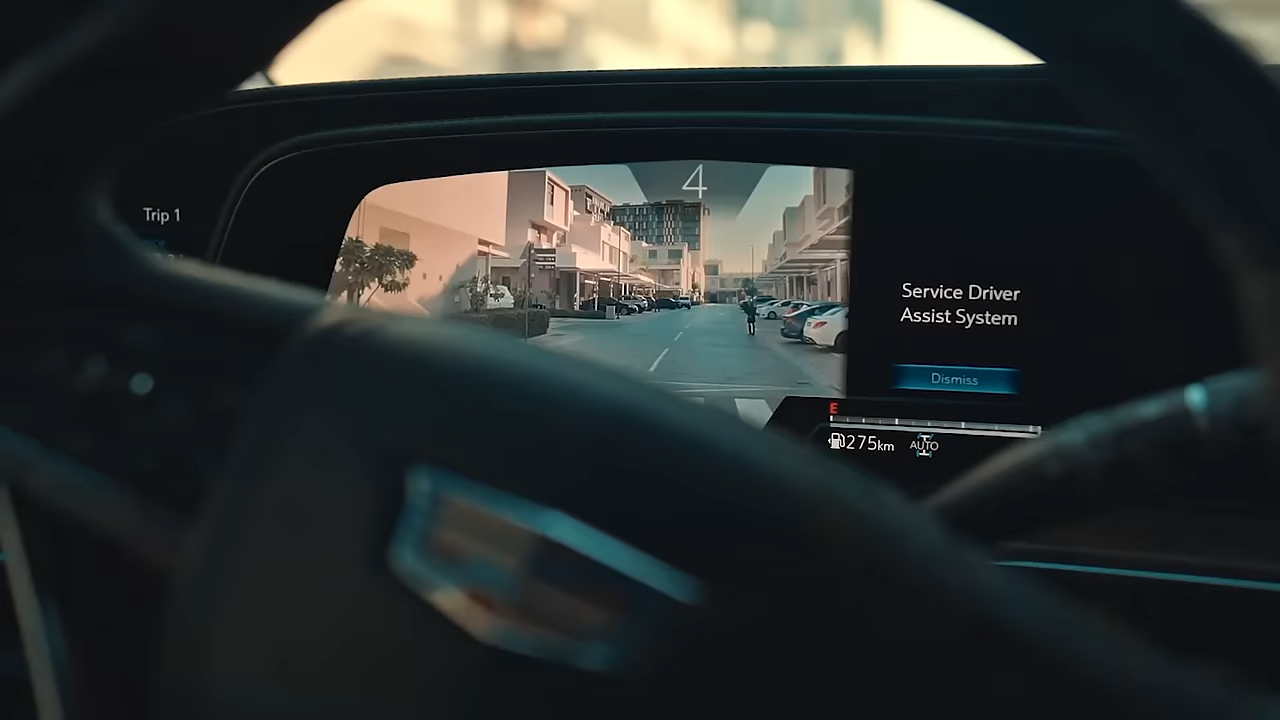 4
Trip 1
Service Driver
Assist System
Dismiss
E
275km
AUTO